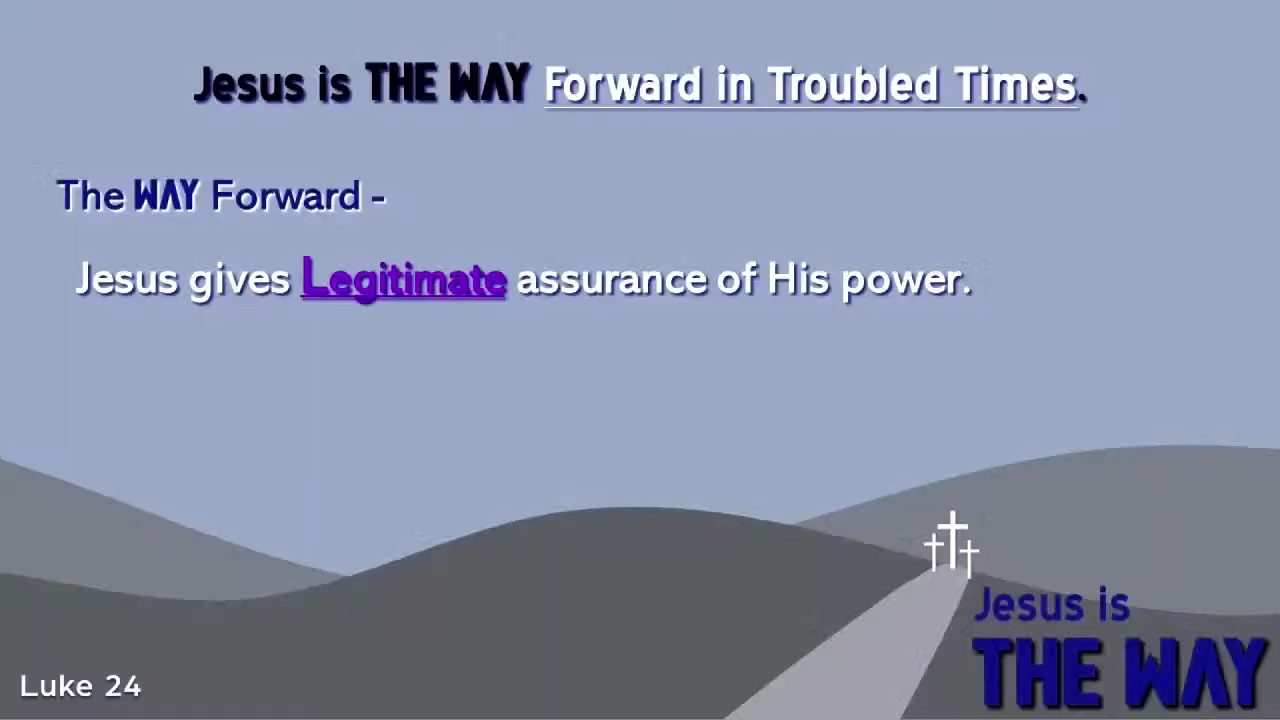 Jesus is THE WAY Forward in Troubled Times.
The WAY Forward -
Jesus gives Legitimate assurance of His power.
Jesus is
THE WAY
Luke 24